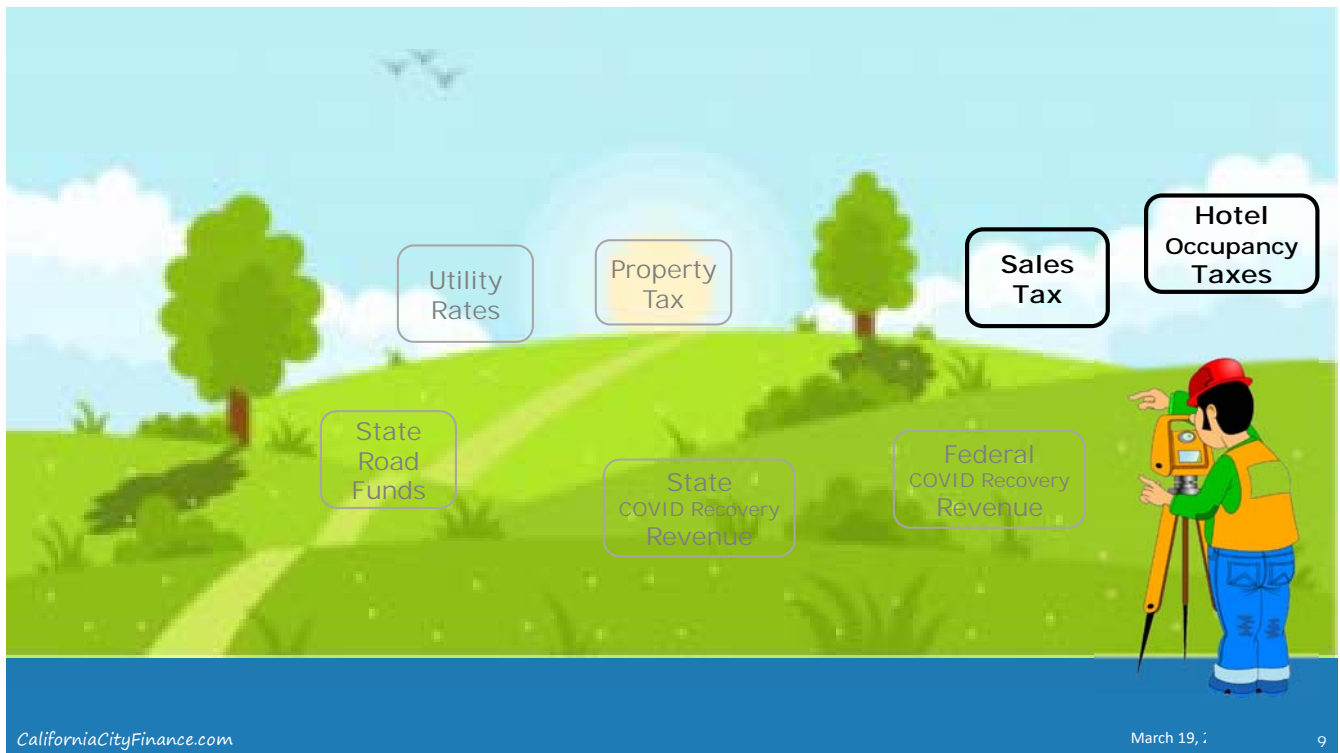 Hotel
Occupancy
Taxes
Sales
Tax
Property
Tax
Utility
Rates
State
Road
Funds
State
COVID Recovery
Revenue
Federal
COVID Recovery
Revenue
CaliforniaCityFinance.com
March 19, 2
9